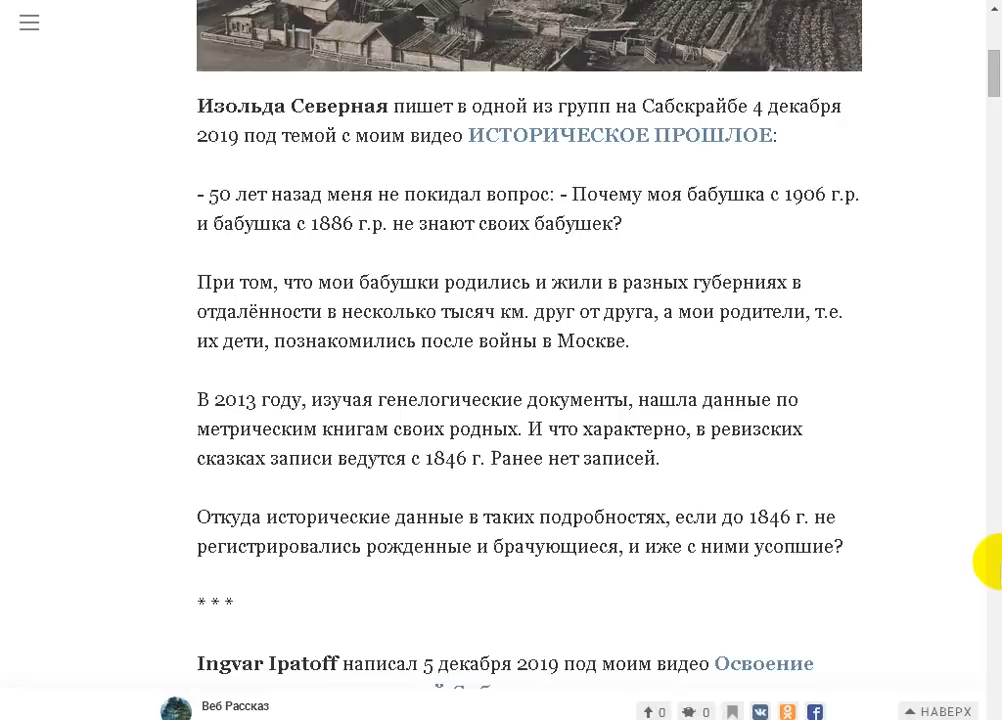 Изольда Северная пишет в одной из групп на Сабскрайбе 4 декабря
2019 под темой с моим видео ИСТОРИЧЕСКОЕ ПРОШЛОЕ:
- 50 лет назад меня не покидал вопрос: - Почему моя бабушка с 1906 г.р.
и бабушка с 1886 г.р. не знают своих бабушек?
При том, что мои бабушки родились и жили в разных губерниях в
отдалённости в несколько тысяч км. друг от друга, а мои родители, т.е.
их дети, познакомились после войны в Москве.
В 2013 году, изучая генелогические документы, нашла данные по
метрическим книгам своих родных. И что характерно, в ревизских
сказках записи ведутся с 1846 г. Ранее нет записей.
Откуда исторические данные в таких подробностях, если до 1846 г. не
регистрировались рожденные и брачующиеся, и иже с ними усопшие?
* * *
Ingvar Ipatoff написал 5 декабря 2019 под моим видео Освоение
Веб Рассказ
0
0
НАВЕРХ